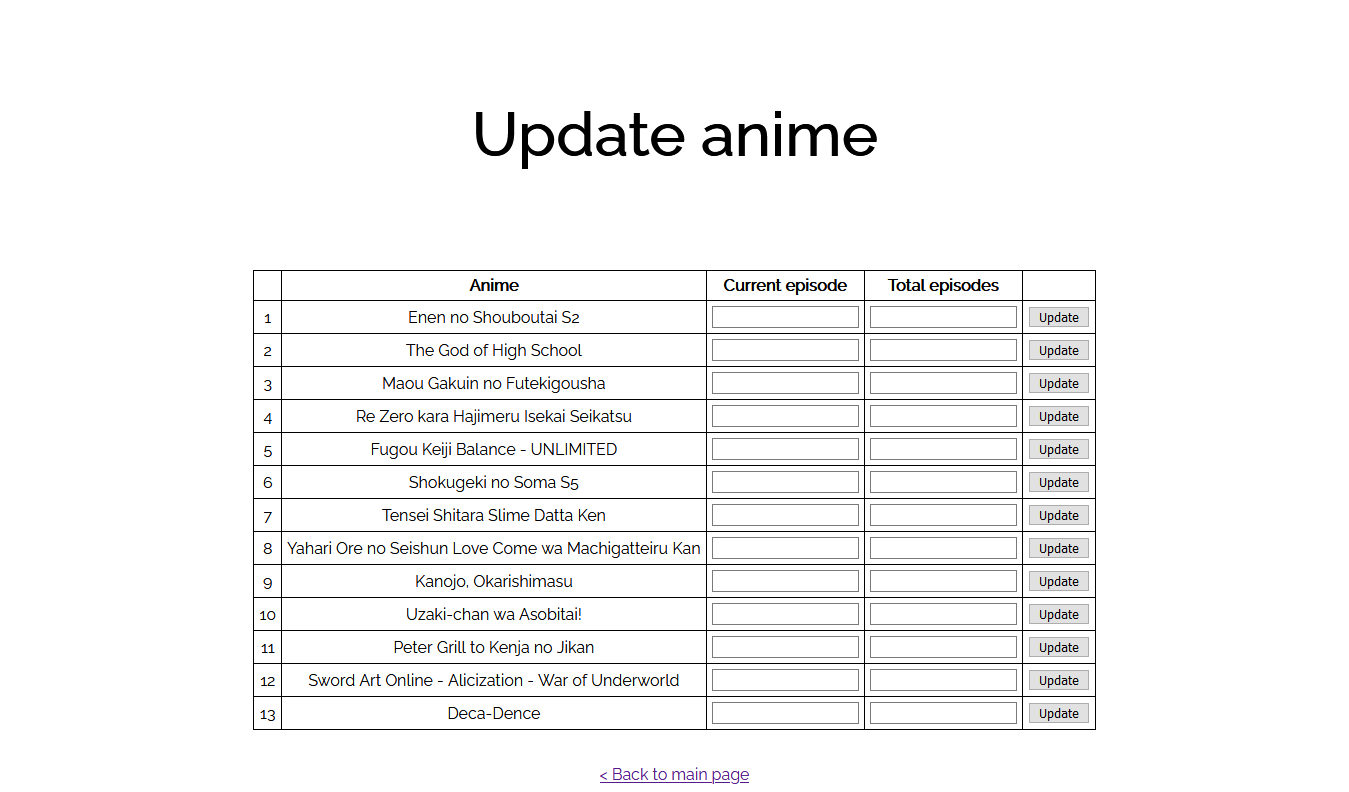 Update anime
Anime Current episode Total episodes
1 Enen no Shouboutai S2 Update
2 The God of High School Update
3 Maou Gakuin no Futekigousha Update
4 Re Zero kara Hajimeru Isekai Seikatsu Update
5 Fugou Keiji Balance - UNLIMITED Update
6 Shokugeki no Soma S5 Update
7 Tensei Shitara Slime Datta Ken Update
8 Yahari Ore no Seishun Love Come wa Machigatteiru Kan Update
9 Kanojo, Okarishimasu Update
10 Uzaki-chan wa Asobitai! Update
11 Peter Grill to Kenja no Jikan Update
12 Sword Art Online - Alicization - War of Underworld Update
13 Deca-Dence Update
< Back to main page